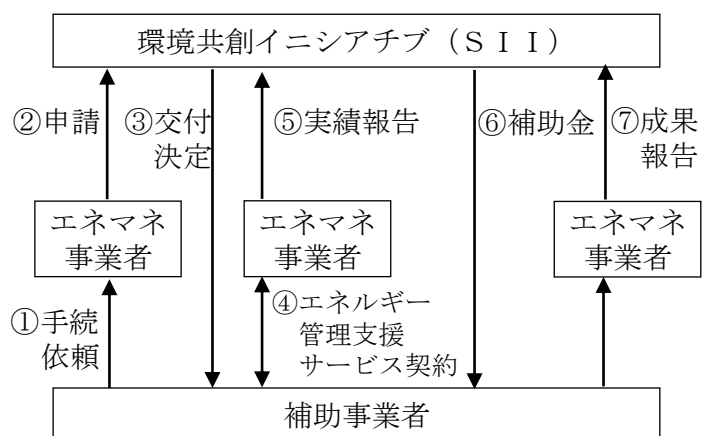 環境共創イニシアチブ（ＳＩＩ）
②申請
③交付
決定
⑤実績報告
⑥補助金
⑦成果
報告
エネマネ
事業者
エネマネ
事業者
エネマネ
事業者
①手続
依頼
④エネルギー
管理支援
サービス契約
補助事業者